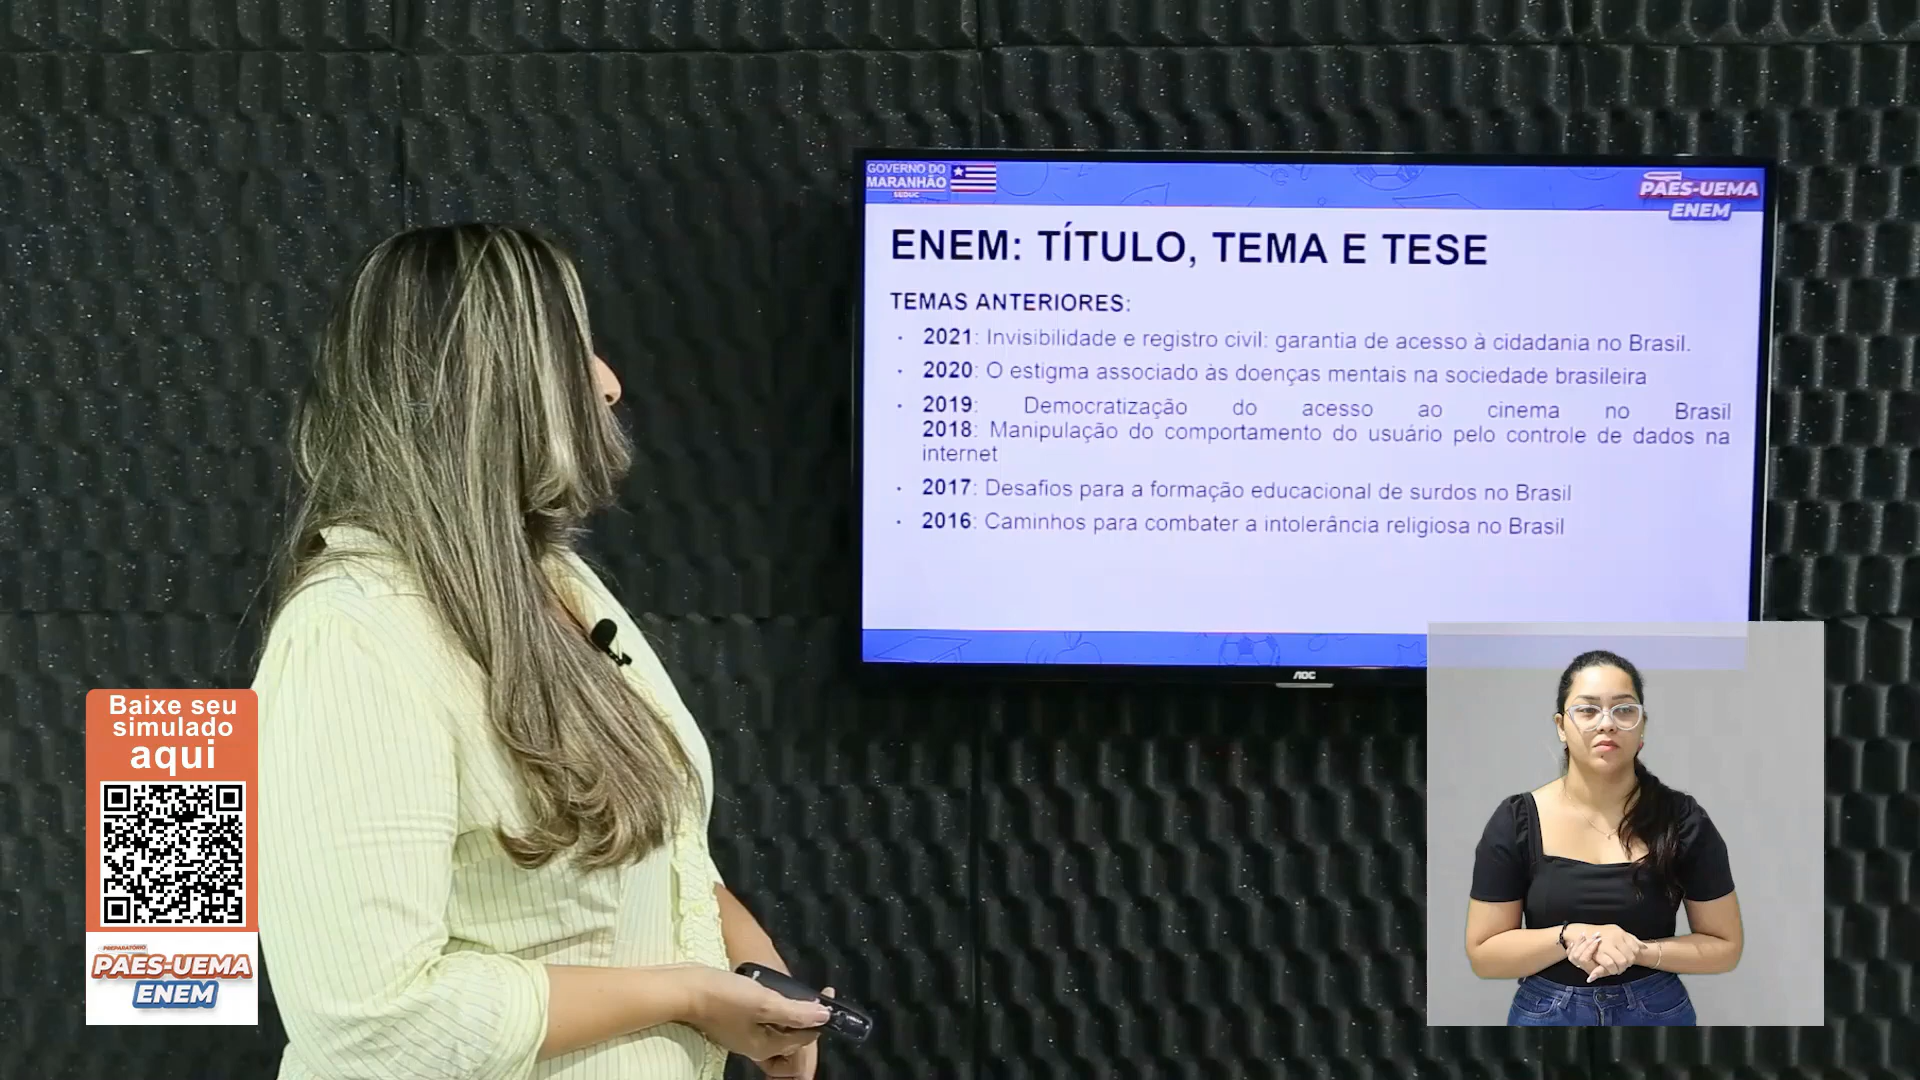 GOVERNO DO
MARANHÃO
SEDUC
PAES-UEMA
ENEM
ENEM: TÍTULO, TEMA E TESE
TEMAS ANTERIORES:
• 2021: Invisibilidade e registro civil: garantia de acesso à cidadania no Brasil.
• 2020: O estigma associado às doenças mentais na sociedade brasileira
• 2019: Democratização do acesso ao cinema no Brasil
2018: Manipulação do comportamento do usuário pelo controle de dados na
internet
• 2017: Desafios para a formação educacional de surdos no Brasil
• 2016: Caminhos para combater a intolerância religiosa no Brasil
AOC
Baixe seu
simulado
aqui
PREPARATÓRIO
PAES-UEMA
ENEM